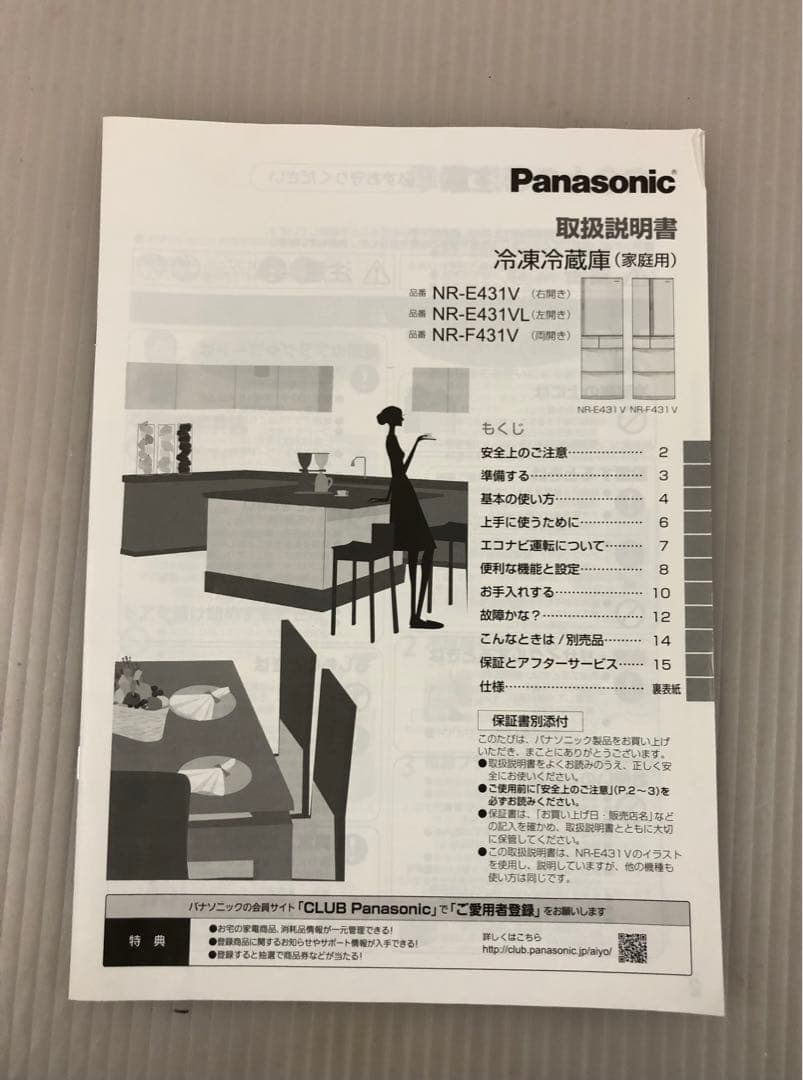 Panasonic®
取扱説明書
冷凍冷蔵庫(家庭用)
品番 NR-E431V (右開き)
品番 NR-E431VL(左開き)
品番 NR-F431V (両開き)
NR-E431V NR-F431V
もくじ
安全上のご注意 2
準備する 3
基本の使い方 4
上手に使うために 6
エコナビ運転について 7
便利な機能と設定 8
お手入れする 10
故障かな? 12
こんなときは/別売品 14
保証とアフターサービス 15
仕様 裏表紙
保証書別添付
このたびは、パナソニック製品をお買い上げ
いただき、まことにありがとうございます。
●取扱説明書をよくお読みのうえ、正しく安
全にお使いください。
●ご使用前に「安全上のご注意」(P.2〜3)を
必ずお読みください。
●保証書は、「お買い上げ日・販売店名」など
の記入を確かめ、取扱説明書とともに大切
に保管してください。
●この取扱説明書は、NR-E431Vのイラスト
を使用し、説明していますが、他の機種も
使い方は同じです。
パナソニックの会員サイト「CLUB Panasonic」で「ご愛用者登録」をお願いします
特典
●お宅の家電商品、消耗品情報が一元管理できる!
●登録商品に関するお知らせやサポート情報が入手できる!
●登録すると抽選で商品券などが当たる!
詳しくはこちら
http://club.panasonic.jp/aiyo/